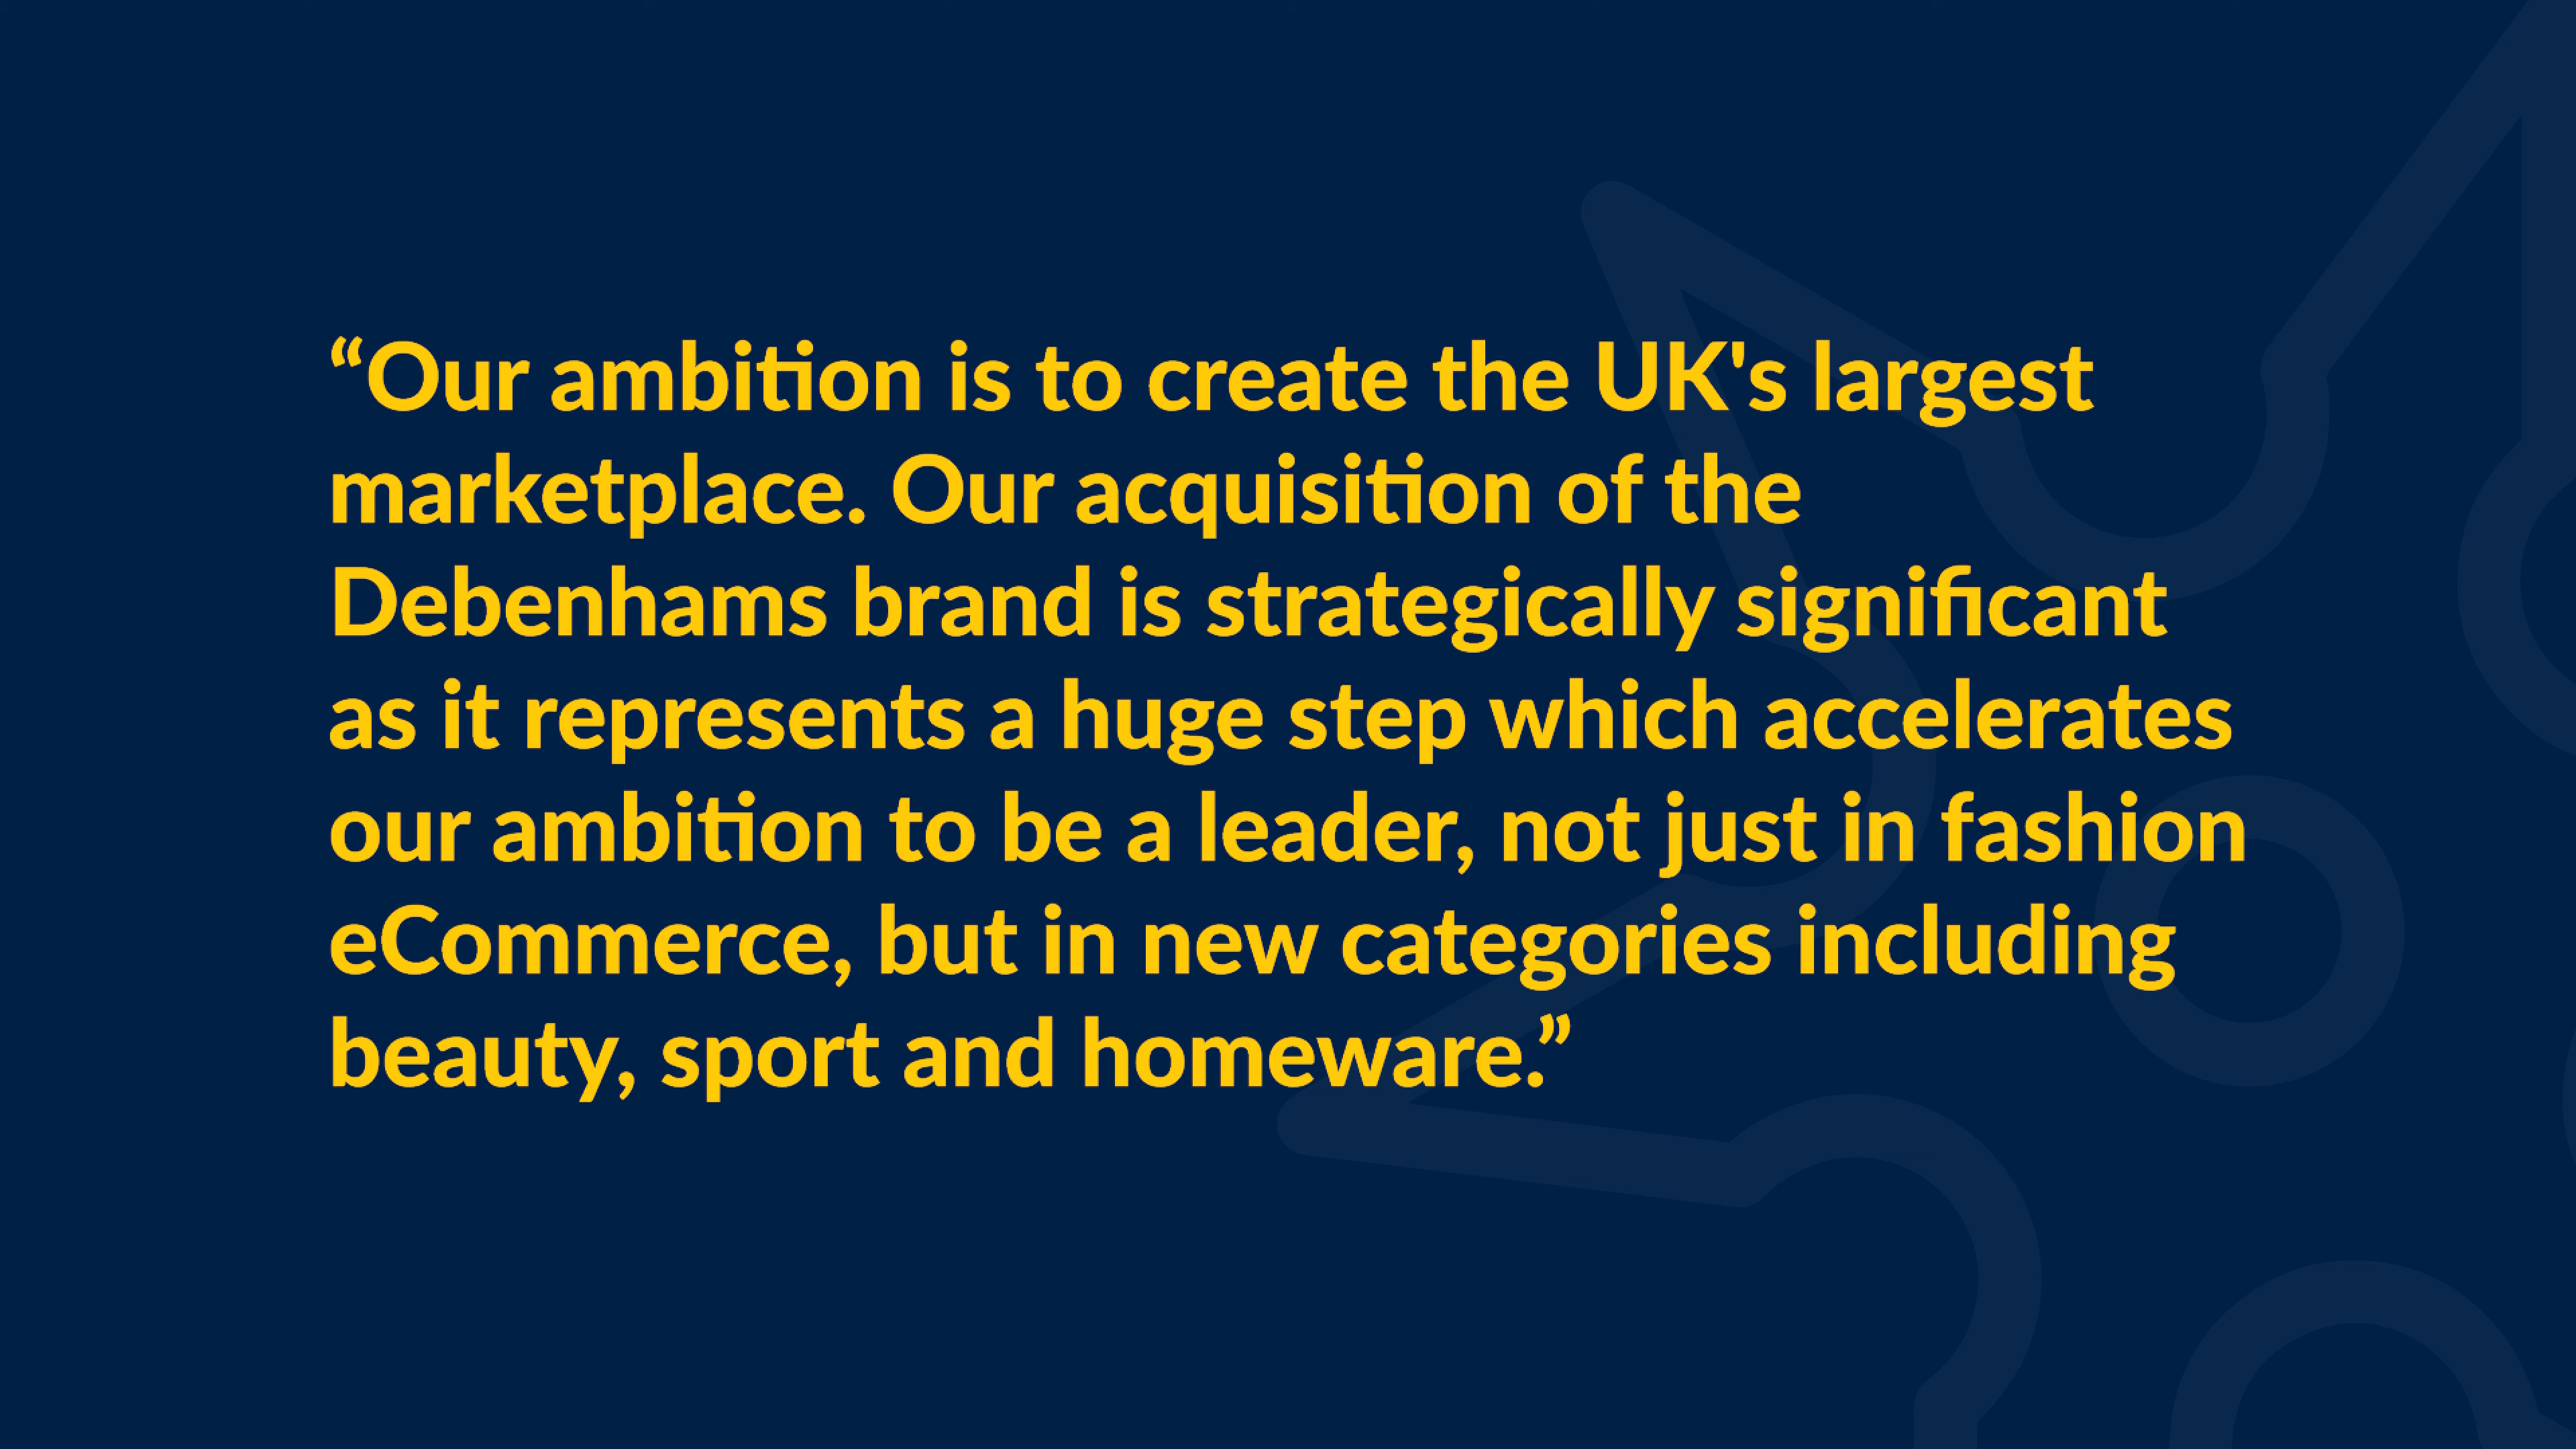 “Our ambition is to create the UK's largest
marketplace. Our acquisition of the
Debenhams brand is strategically significant
as it represents a huge step which accelerates
our ambition to be a leader, not just in fashion
eCommerce, but in new categories including
beauty, sport and homeware.”